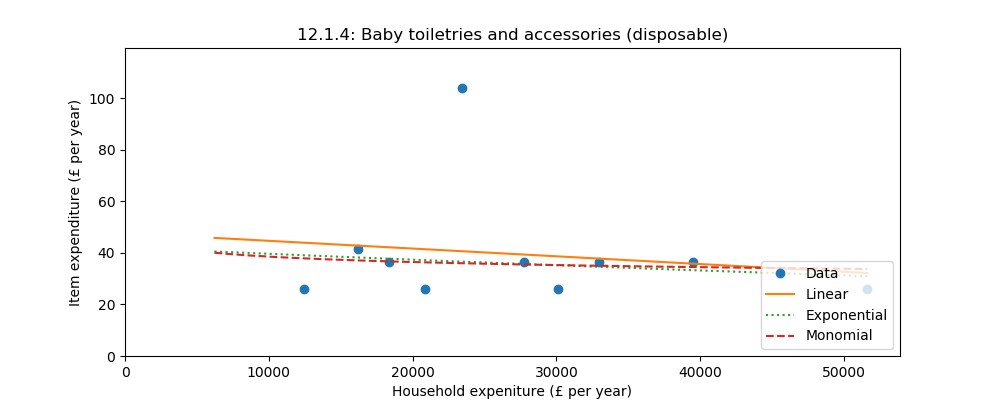 12.1.4: Baby toiletries and accessories (disposable)
Item expenditure (£ per year)
100
80
60
40
20
0
0 10000 20000 30000 40000 50000
Household expeniture (£ per year)
Data
Linear
Exponential
Monomial